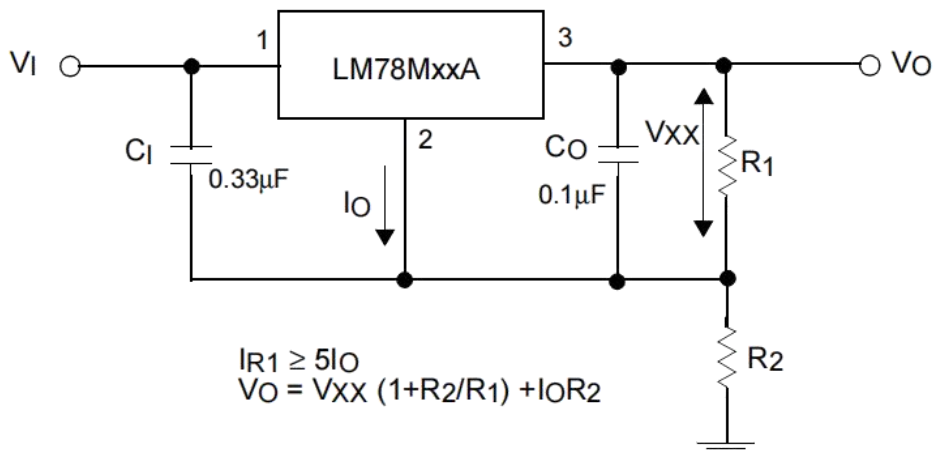 1
3
VI
LM78MxxA
VO
2
CI
0.33μF
IO
CO
0.1μF
VXX
R1
IR1 ≥ 5IO
VO = VXX (1+R2/R1) +IOR2
R2